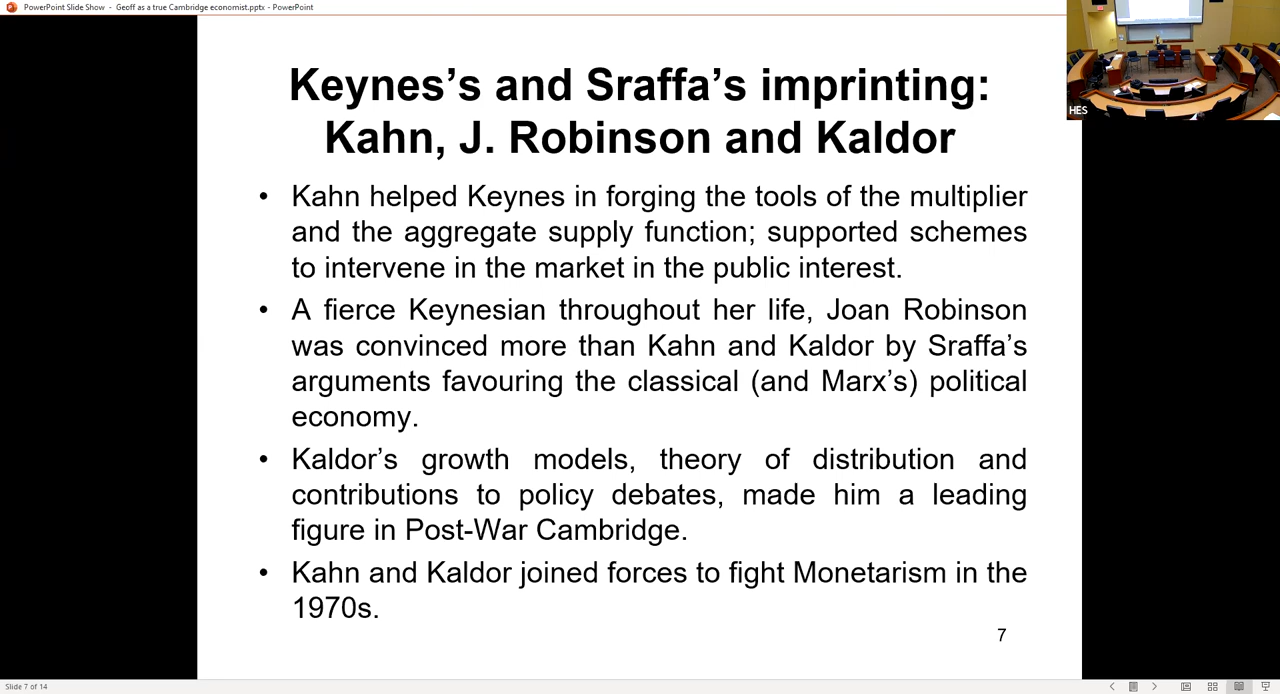 PowerPoint Slide Show - Geoff as a true Cambridge economist.pptx - PowerPoint
HES
Keynes’s and Sraffa’s imprinting:
Kahn, J. Robinson and Kaldor
• Kahn helped Keynes in forging the tools of the multiplier
and the aggregate supply function; supported schemes
to intervene in the market in the public interest.
• A fierce Keynesian throughout her life, Joan Robinson
was convinced more than Kahn and Kaldor by Sraffa’s
arguments favouring the classical (and Marx’s) political
economy.
• Kaldor’s growth models, theory of distribution and
contributions to policy debates, made him a leading
figure in Post-War Cambridge.
• Kahn and Kaldor joined forces to fight Monetarism in the
1970s.
7
Slide 7 of 14